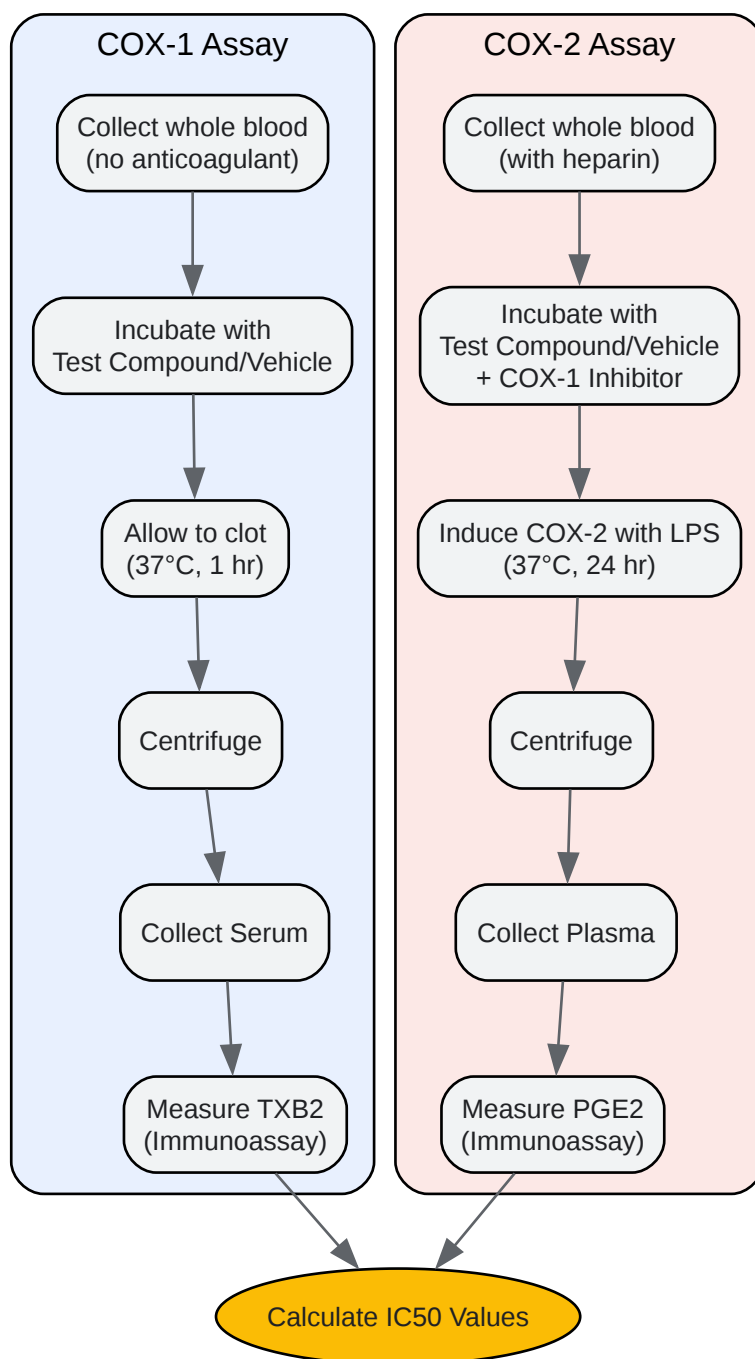 COX-1 Assay
Collect whole blood
(no anticoagulant)
Incubate with
Test Compound/Vehicle
Allow to clot
(37°C, 1 hr)
Centrifuge
Collect Serum
Measure TXB2
(Immunoassay)
COX-2 Assay
Collect whole blood
(with heparin)
Incubate with
Test Compound/Vehicle
+ COX-1 Inhibitor
Induce COX-2 with LPS
(37°C, 24 hr)
Centrifuge
Collect Plasma
Measure PGE2
(Immunoassay)
Calculate IC50 Values